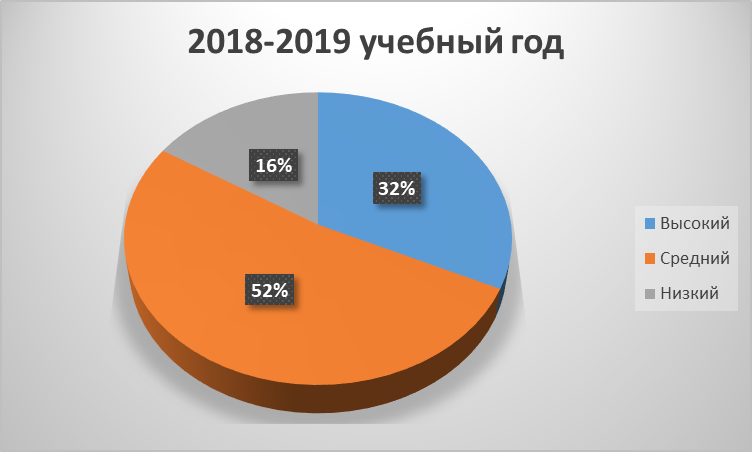 2018-2019 учебный год
16%
32%
52%
Высокий
Средний
Низкий